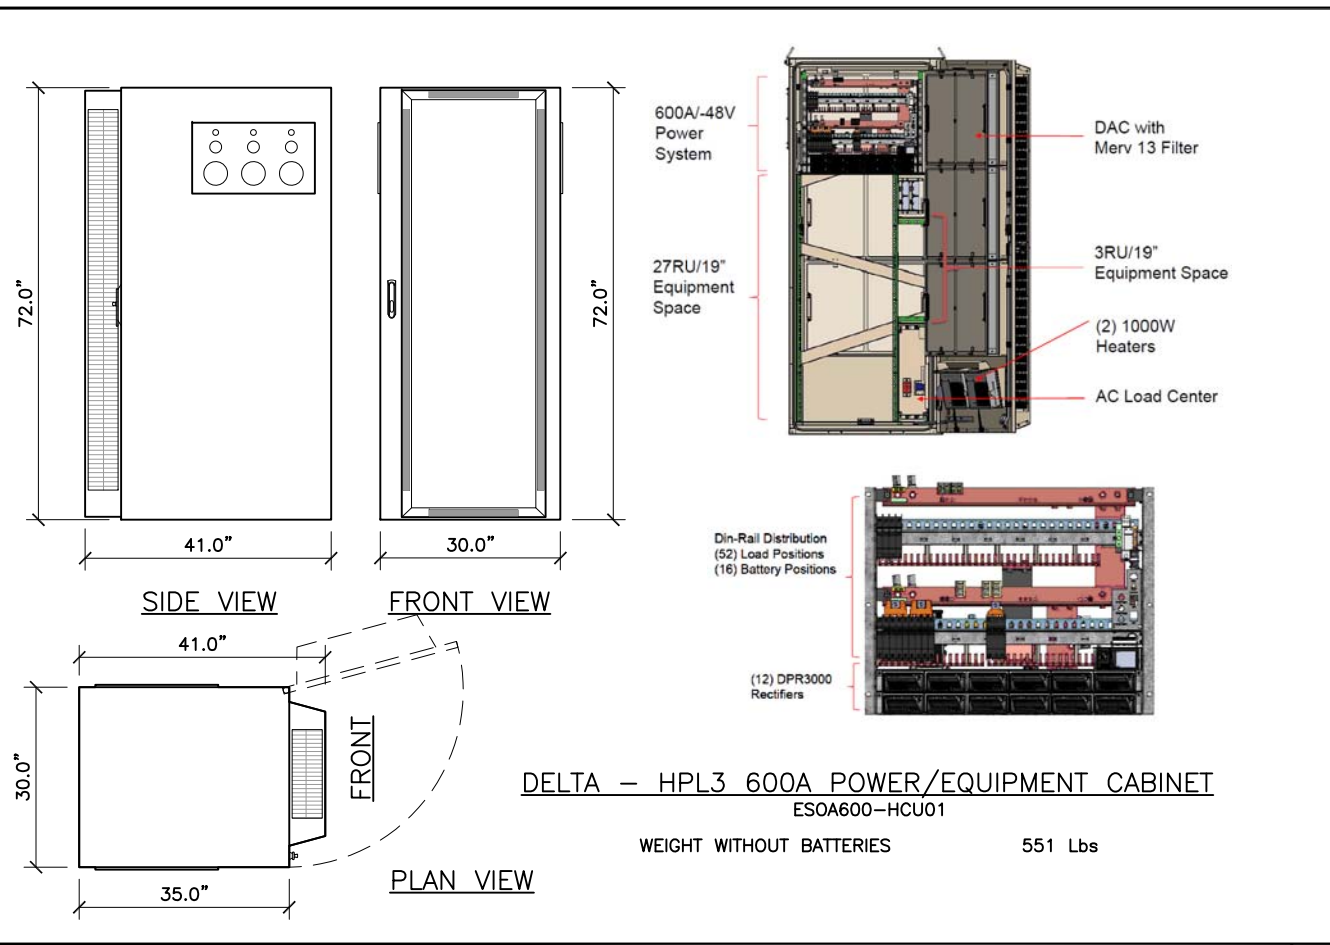 72.0"
41.0"
SIDE VIEW
30.0"
72.0"
FRONT VIEW
600A/-48V
Power
System
27RU/19"
Equipment
Space
DAC with
Merv 13 Filter
3RU/19"
Equipment Space
(2) 1000W
Heaters
AC Load Center
Din-Rail Distribution
(52) Load Positions
(16) Battery Positions
(12) DPR3000
Rectifiers
41.0"
30.0"
35.0"
FRONT
PLAN VIEW
DELTA – HPL3 600A POWER/EQUIPMENT CABINET
ESOA600-HCU01
WEIGHT WITHOUT BATTERIES 551 Lbs